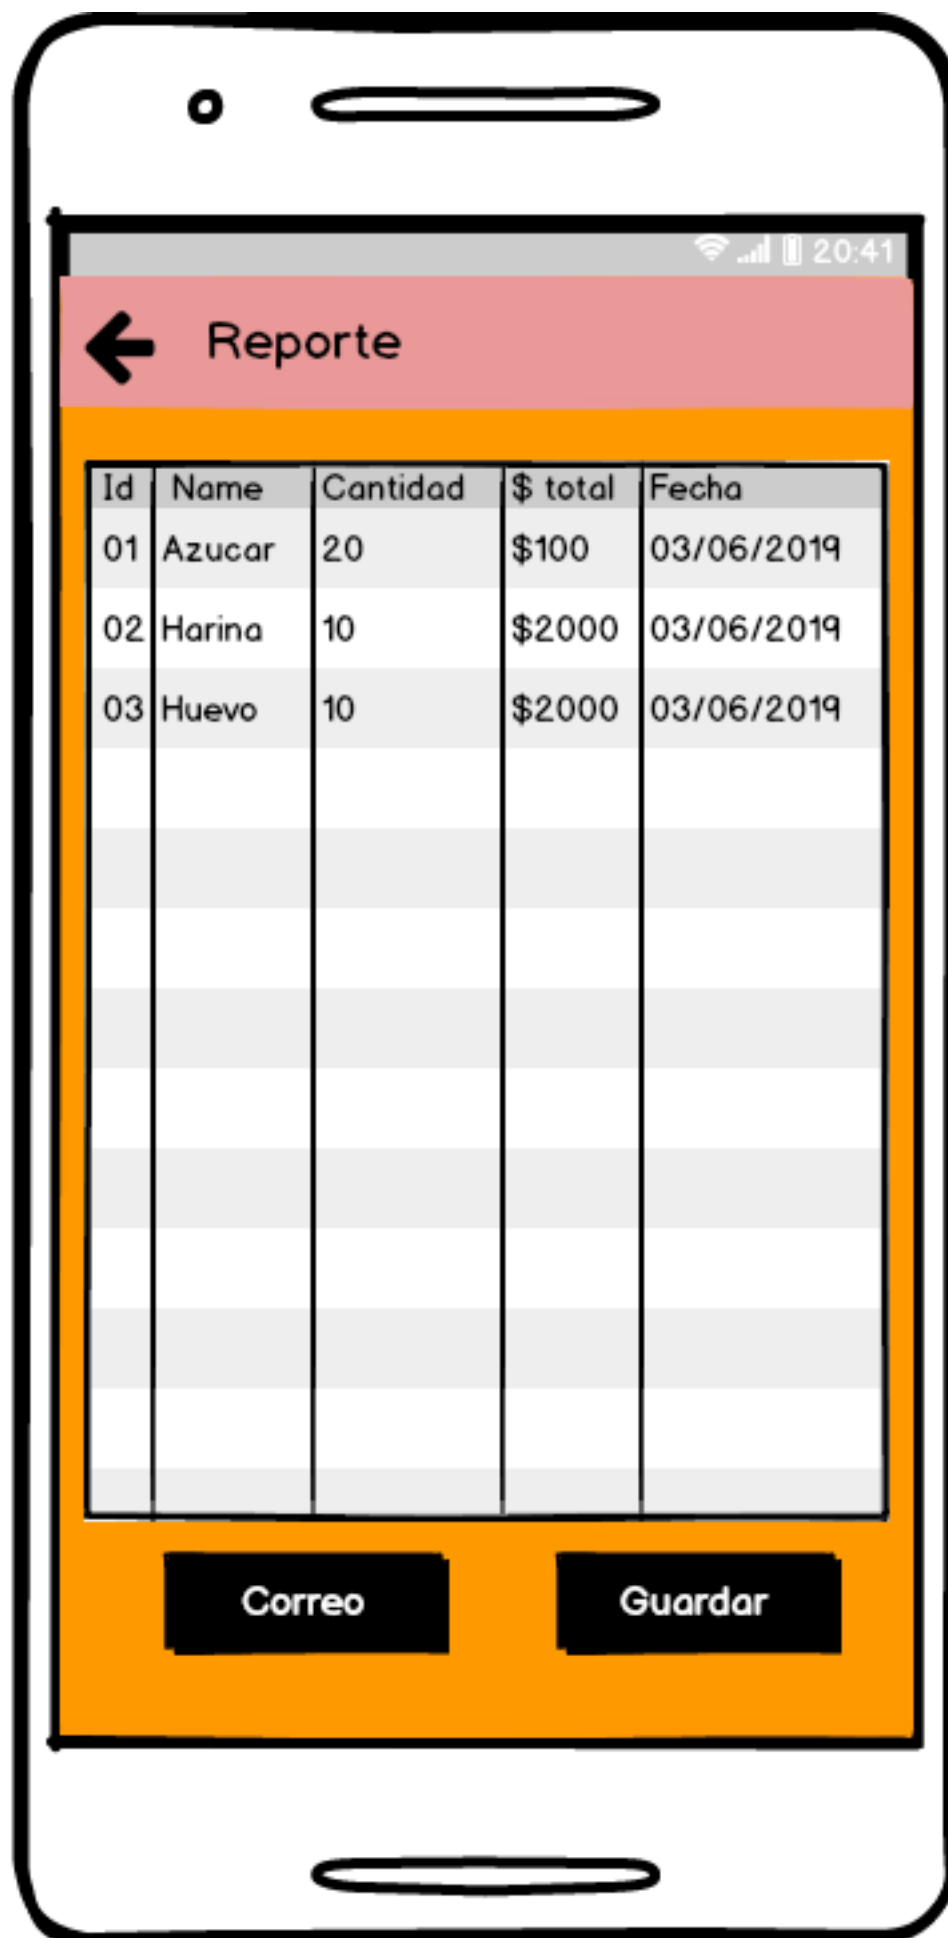 20:41
Reporte
Id Name Cantidad $ total Fecha
01 Azucar 20 $100 03/06/2019
02 Harina 10 $2000 03/06/2019
03 Huevo 10 $2000 03/06/2019
Correo Guardar